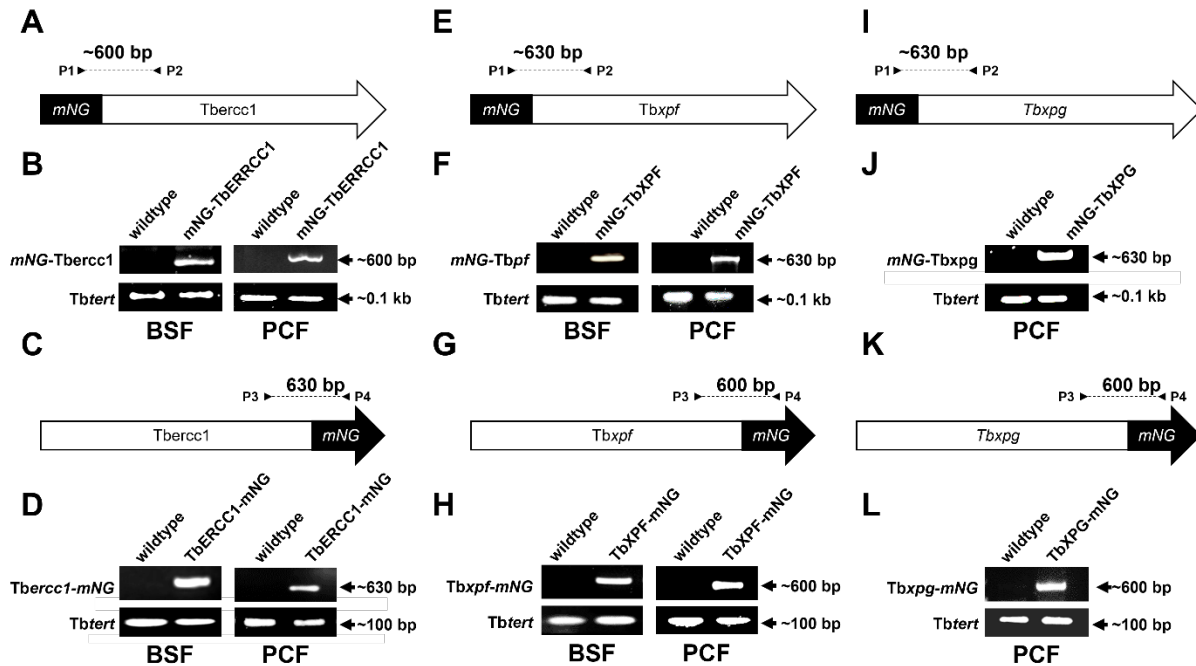 A
~600 bp
P1 P2
mNG Tbercc1
B
wildtype mNG-TbERRCC1 wildtype mNG-TbERRCC1
mNG-Tbercc1 ~600 bp
Tbtert ~0.1 kb
BSF PCF
C
630 bp
P3 P4
Tbercc1 mNG
D
wildtype TbERCC1-mNG wildtype TbERCC1-mNG
Tbercc1-mNG ~630 bp
Tbtert ~100 bp
BSF PCF
E
~630 bp
P1 P2
mNG Tbxpf
F
wildtype mNG-TbXPF wildtype mNG-TbXPF
mNG-Tbpf ~630 bp
Tbtert ~0.1 kb
BSF PCF
G
600 bp
P3 P4
Tbxpf mNG
H
wildtype TbXPF-mNG wildtype TbXPF-mNG
Tbxpf-mNG ~600 bp
Tbtert ~100 bp
BSF PCF
I
~630 bp
P1 P2
mNG Tbxpg
J
wildtype mNG-TbXPG
mNG-Tbxpg ~630 bp
Tbtert ~0.1 kb
PCF
K
600 bp
P3 P4
Tbxpg mNG
L
wildtype TbXPG-mNG
Tbxpg-mNG ~600 bp
Tbtert ~100 bp
PCF